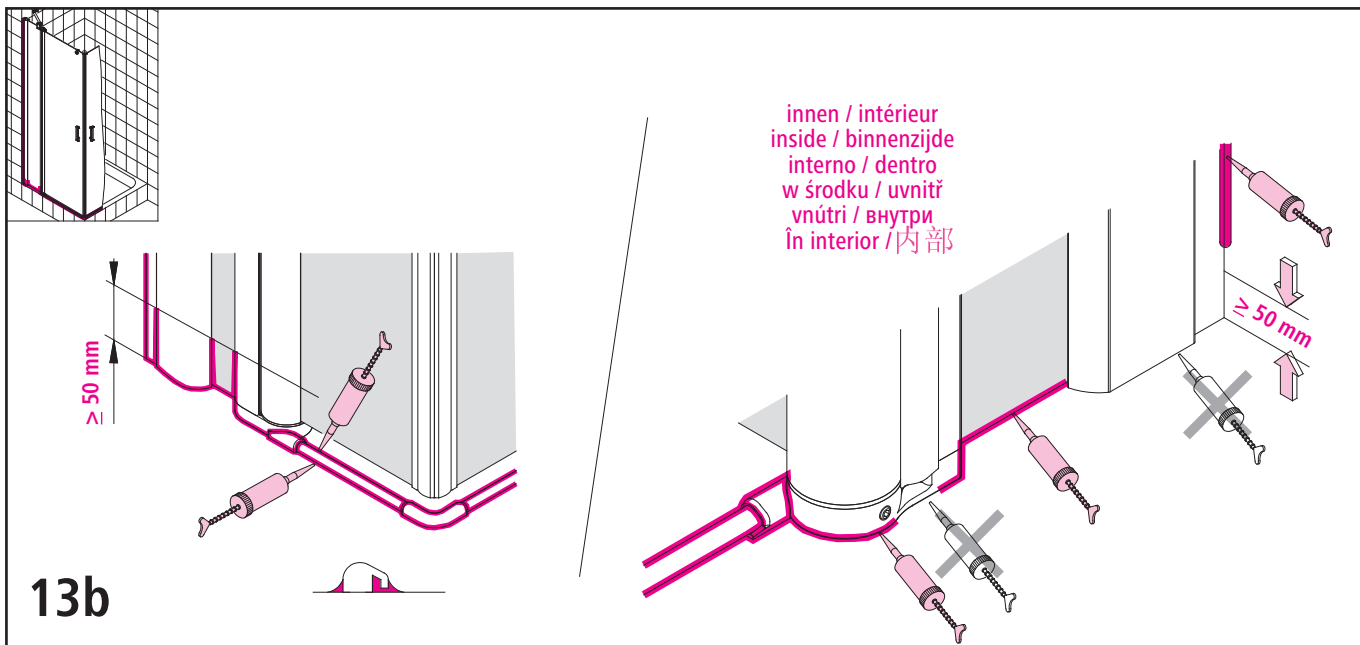 innen / intérieur
inside / binnenzijde
interno / dentro
w środku / uvnitř
vnútri / внутри
În interior /内部
≥ 50 mm
≥ 50 mm
13b